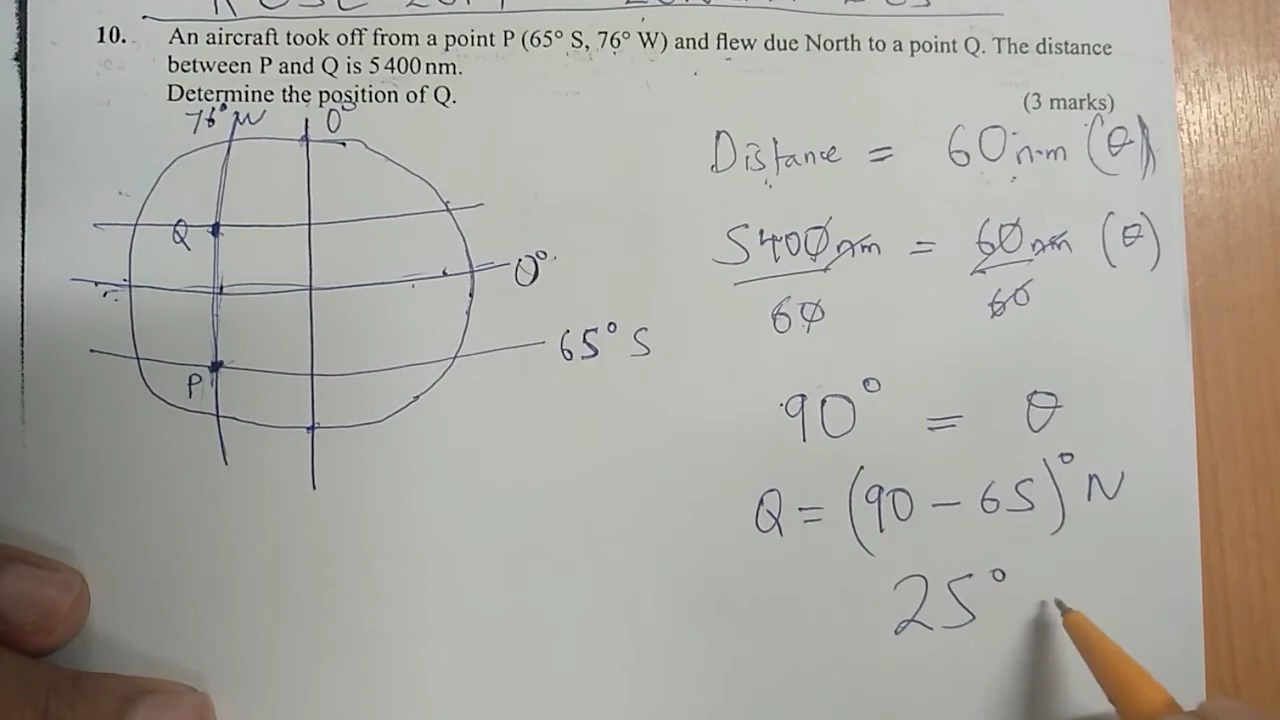 10. An aircraft took off from a point P (65° S, 76° W) and flew due North to a point Q. The distance
between P and Q is 5 400 nm.
Determine the position of Q.
(3 marks)
76° W 0°
Distance = 60 n.m (θ)
Q
5400 nm = 60 nm (θ)
60 60
0°
65° S
P
90° = θ
Q = (90 - 65)° N
25°